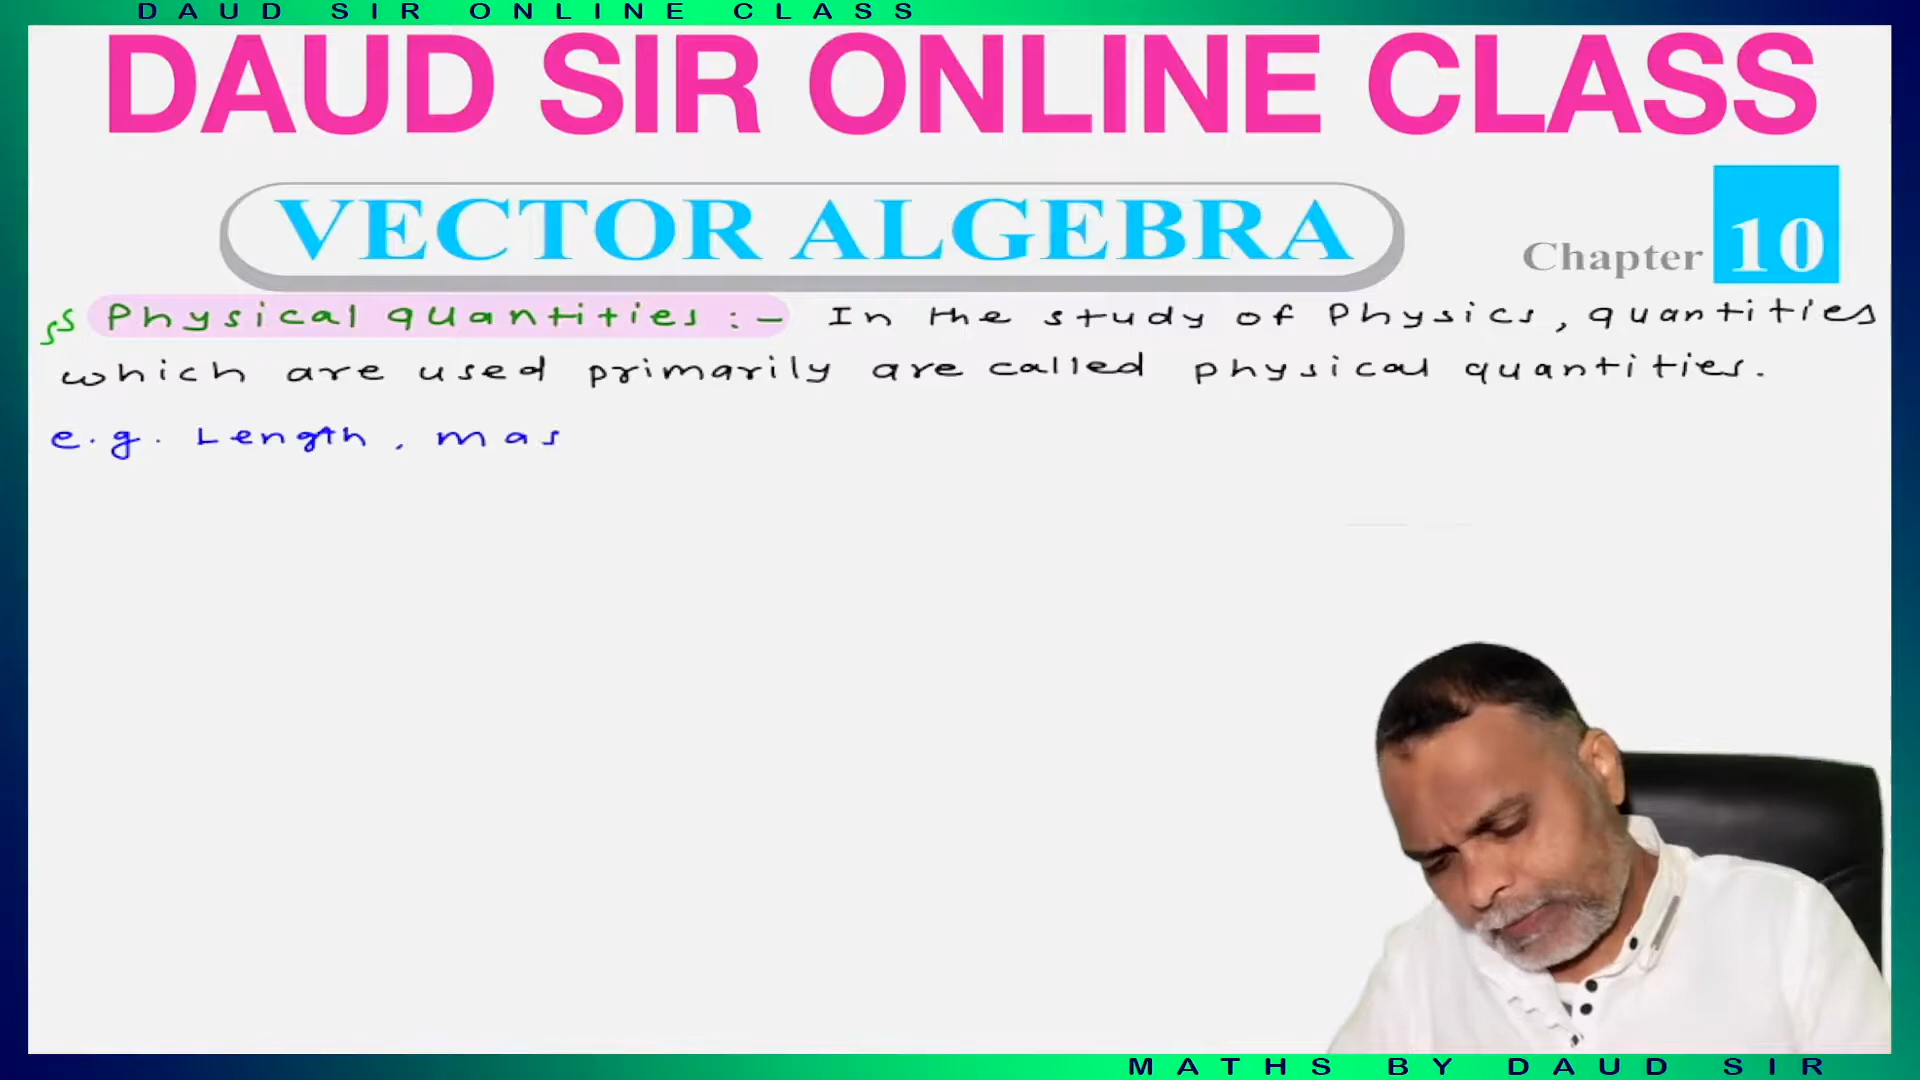 DAUD SIR ONLINE CLASS
DAUD SIR ONLINE CLASS
VECTOR ALGEBRA
Chapter 10
Physical quantities :- In the study of Physics, quantities
which are used primarily are called physical quantities.
e.g. Length, mas
MATHS BY DAUD SIR